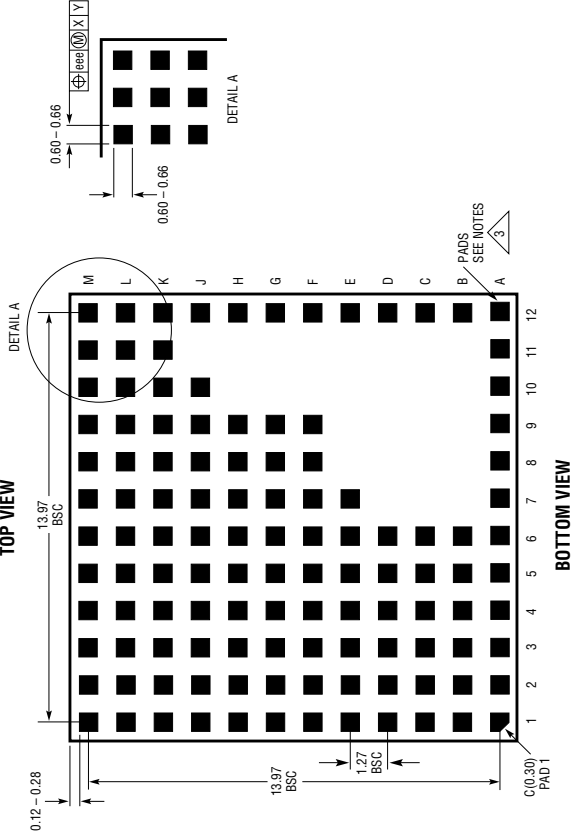 TOP VIEW
⌖ eee Ⓜ X Y
0.60 – 0.66
0.60 – 0.66
DETAIL A
DETAIL A
13.97
BSC
0.12 – 0.28
M
L
K
J
H
G
F
E
D
C
B
A
PADS
SEE NOTES
3
13.97
BSC
1.27
BSC
C(0.30)
PAD 1
1 2 3 4 5 6 7 8 9 10 11 12
BOTTOM VIEW